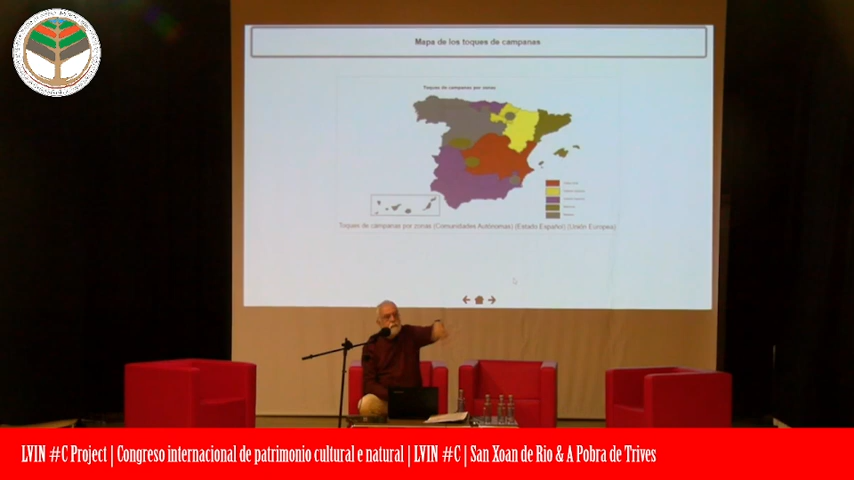 Mapa de los toques de campanas
Toques de campanas por zonas
Toques de campanas por zonas (Comunidades Autónomas) (Estado Español) (Unión Europea)
LVIN #C Project | Congreso internacional de patrimonio cultural e natural | LVIN #C | San Xoan de Rio & A Pobra de Trives